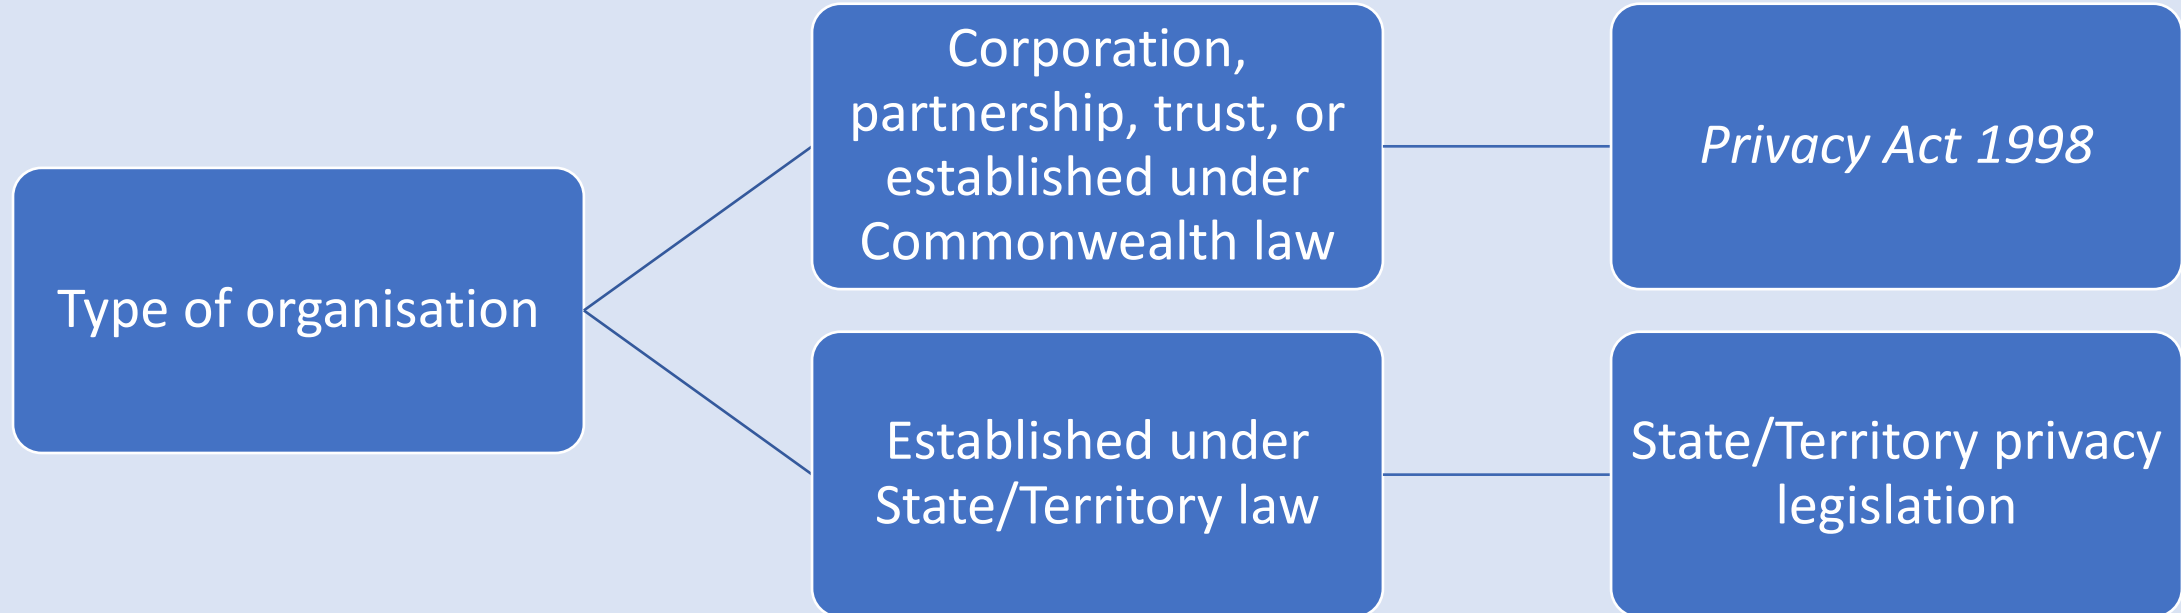 Type of organisation
Corporation,
partnership, trust, or
established under
Commonwealth law
Privacy Act 1998
Established under
State/Territory law
State/Territory privacy
legislation